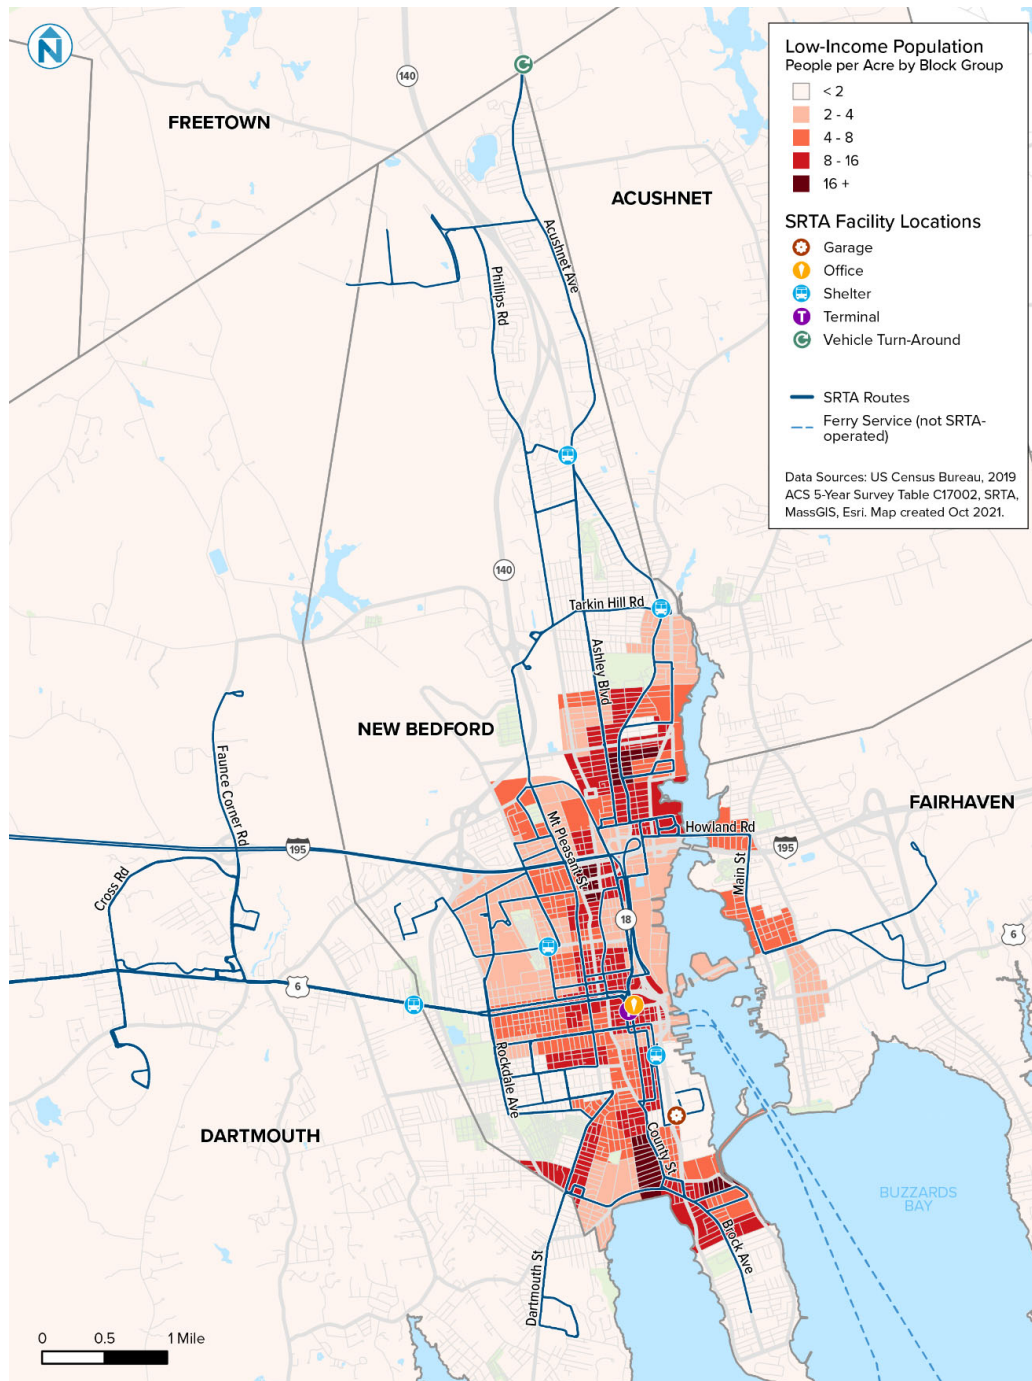 N
140
FREETOWN
ACUSHNET
Acushnet Ave
Phillips Rd
Low-Income Population
People per Acre by Block Group
< 2
2 - 4
4 - 8
8 - 16
16 +
SRTA Facility Locations
Garage
Office
Shelter
T
Terminal
Vehicle Turn-Around
SRTA Routes
Ferry Service (not SRTA-
operated)
Data Sources: US Census Bureau, 2019
ACS 5-Year Survey Table C17002, SRTA,
MassGIS, Esri. Map created Oct 2021.
140
Tarkin Hill Rd
Ashley Blvd
NEW BEDFORD
Faunce Corner Rd
FAIRHAVEN
Howland Rd
Mt Pleasant St
195
195
Main St
Cross Rd
18
6
6
T
Rockdale Ave
DARTMOUTH
County St
BUZZARDS
BAY
Brock Ave
Dartmouth St
0 0.5 1 Mile